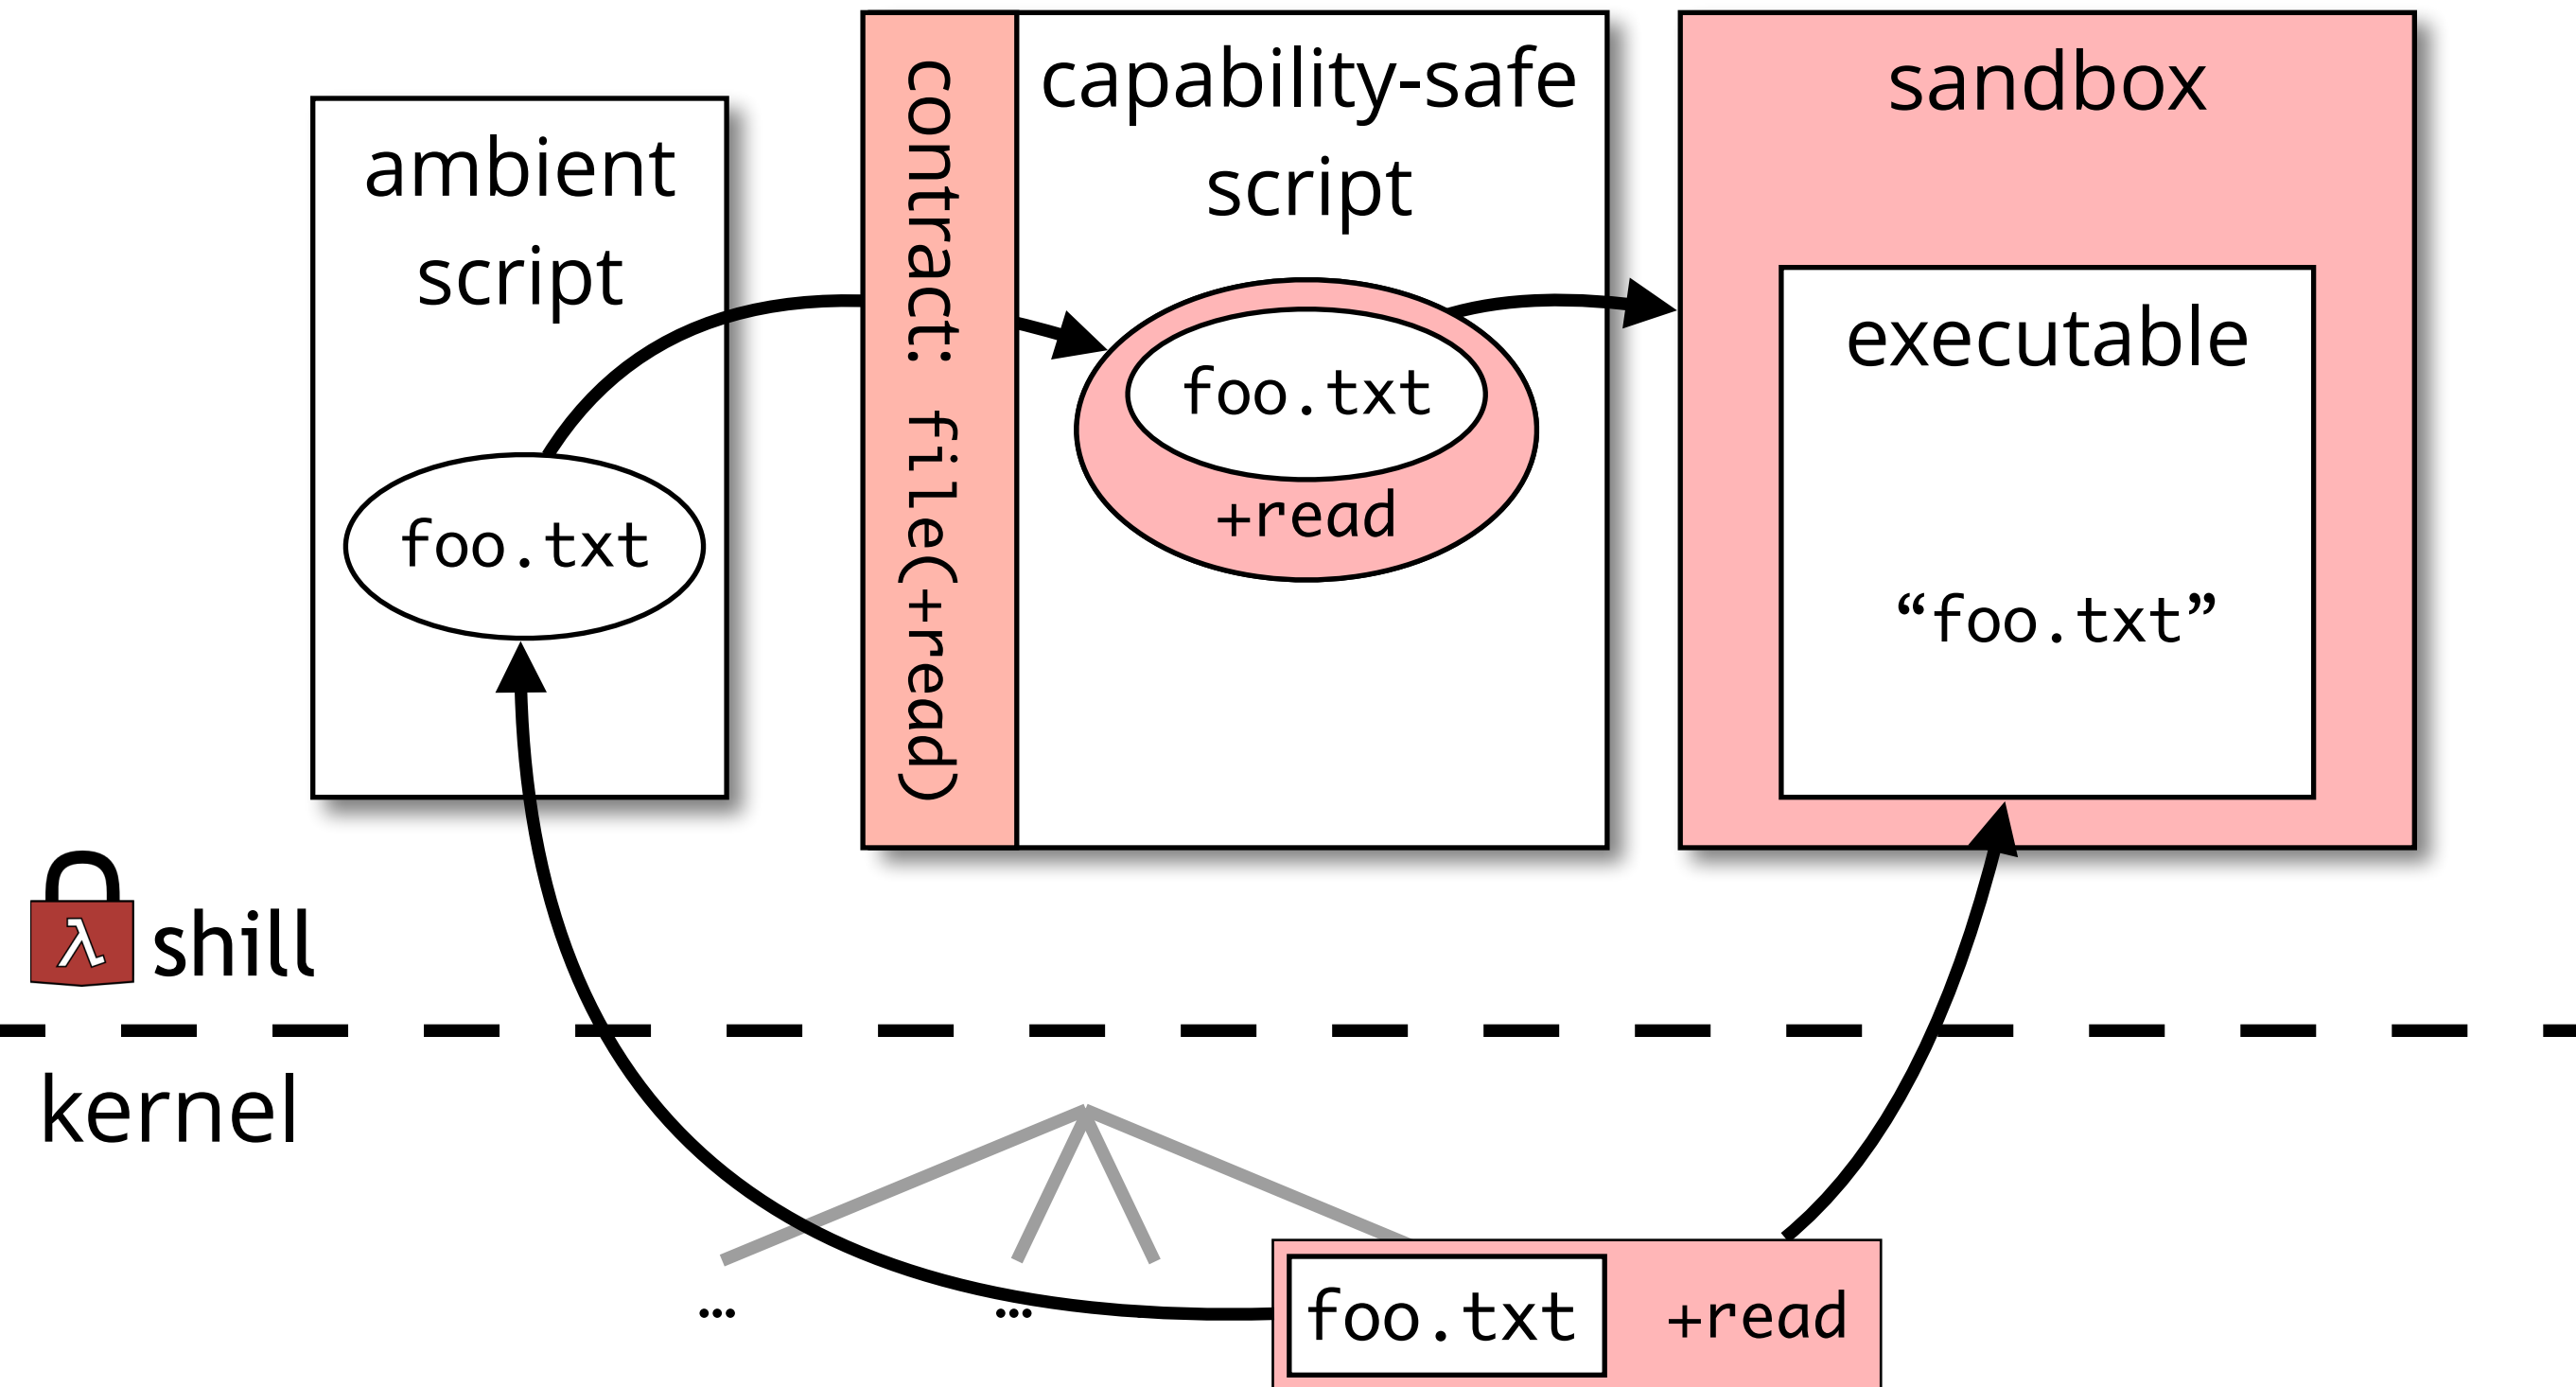 ambient
script
foo.txt
contract: file(+read)
capability-safe
script
foo.txt
+read
sandbox
executable
“foo.txt”
λ shill
kernel
...
...
foo.txt +read